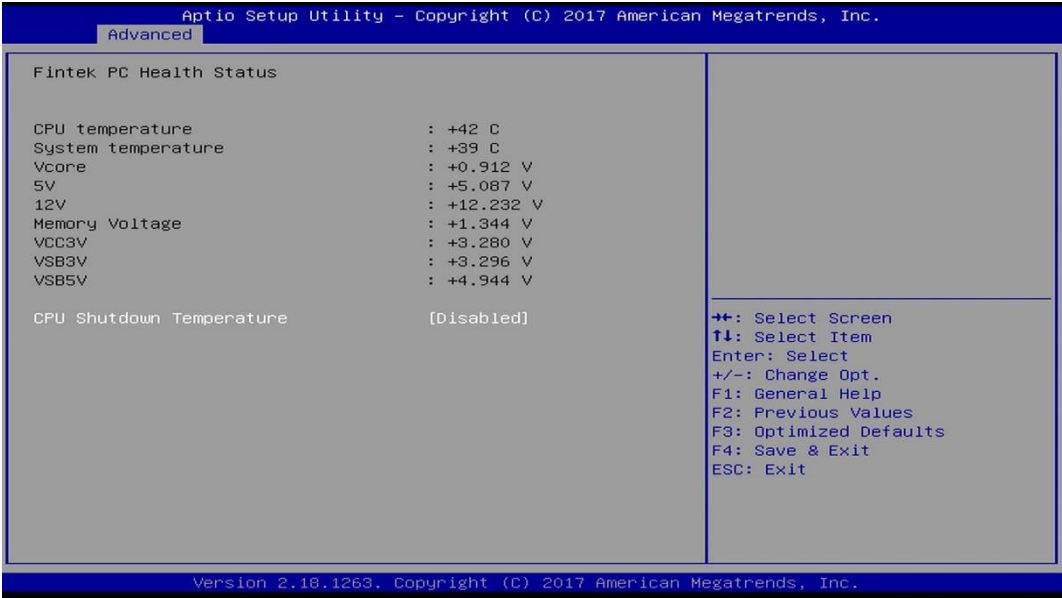 Aptio Setup Utility – Copyright (C) 2017 American Megatrends, Inc.
Advanced
Fintek PC Health Status
CPU temperature : +42 C
System temperature : +39 C
Vcore : +0.912 V
5V : +5.087 V
12V : +12.232 V
Memory Voltage : +1.344 V
VCC3V : +3.280 V
VSB3V : +3.296 V
VSB5V : +4.944 V
CPU Shutdown Temperature [Disabled]
→←: Select Screen
↑↓: Select Item
Enter: Select
+/-: Change Opt.
F1: General Help
F2: Previous Values
F3: Optimized Defaults
F4: Save & Exit
ESC: Exit
Version 2.18.1263. Copyright (C) 2017 American Megatrends, Inc.